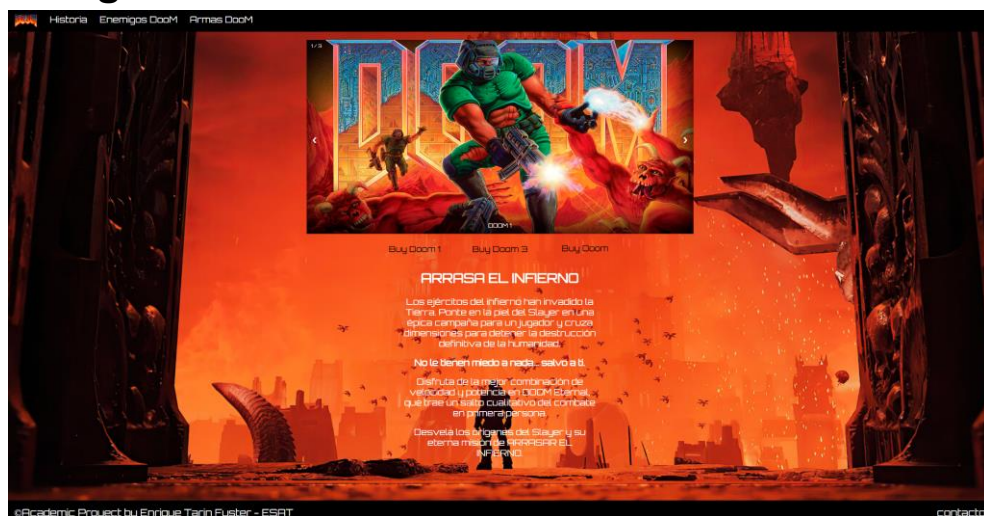 DOOM
Historia Enemigos DooM Armas DooM
1 / 3
DOOM
DOOM 1
Buy Doom 1 Buy Doom 3 Buy Doom
ARRASA EL INFIERNO
Los ejércitos del infierno han invadido la
Tierra. Ponte en la piel del Slayer en una
épica campaña para un jugador y cruza
dimensiones para detener la destrucción
definitiva de la humanidad.
No le tienen miedo a nada... salvo a ti.
Disfruta de la mejor combinación de
velocidad y potencia en DOOM Eternal,
que trae un salto cualitativo del combate
en primera persona.
Desvela los orígenes del Slayer y su
eterna misión de ARRASAR EL
INFIERNO.
©Academic Proyect by Enrique Tarin Fuster - ESAT
contacto